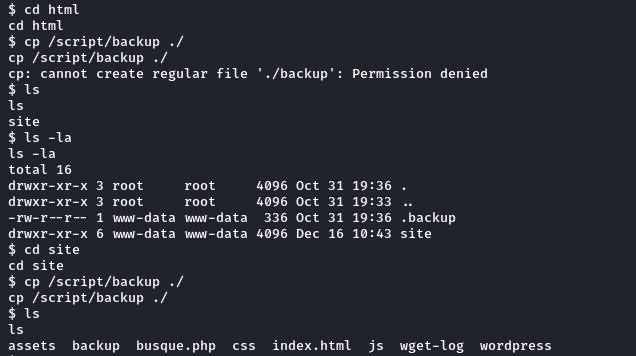 $ cd html
cd html
$ cp /script/backup ./
cp /script/backup ./
cp: cannot create regular file './backup': Permission denied
$ ls
ls
site
$ ls -la
ls -la
total 16
drwxr-xr-x 3 root     root     4096 Oct 31 19:36 .
drwxr-xr-x 3 root     root     4096 Oct 31 19:33 ..
-rw-r--r-- 1 www-data www-data  336 Oct 31 19:36 .backup
drwxr-xr-x 6 www-data www-data 4096 Dec 16 10:43 site
$ cd site
cd site
$ cp /script/backup ./
cp /script/backup ./
$ ls
ls
assets  backup  busque.php  css  index.html  js  wget-log  wordpress